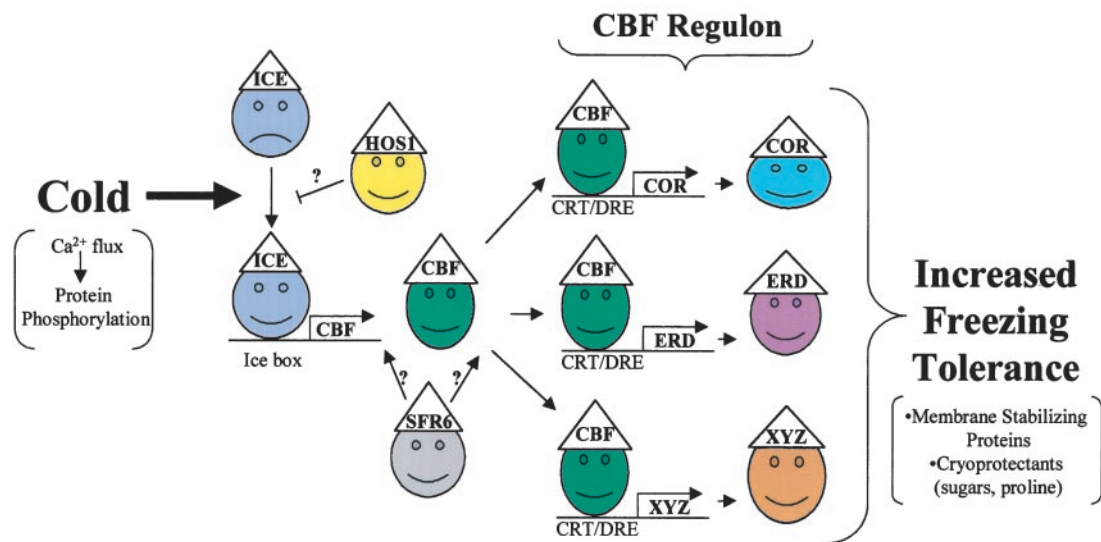 CBF Regulon
ICE
HOS1
?
Cold
Ca²⁺ flux
Protein
Phosphorylation
ICE
CBF
Ice box
CBF
?
?
SFR6
CBF
COR
CRT/DRE
COR
CBF
ERD
CRT/DRE
ERD
CBF
XYZ
CRT/DRE
XYZ
Increased
Freezing
Tolerance
•Membrane Stabilizing
Proteins
•Cryoprotectants
(sugars, proline)